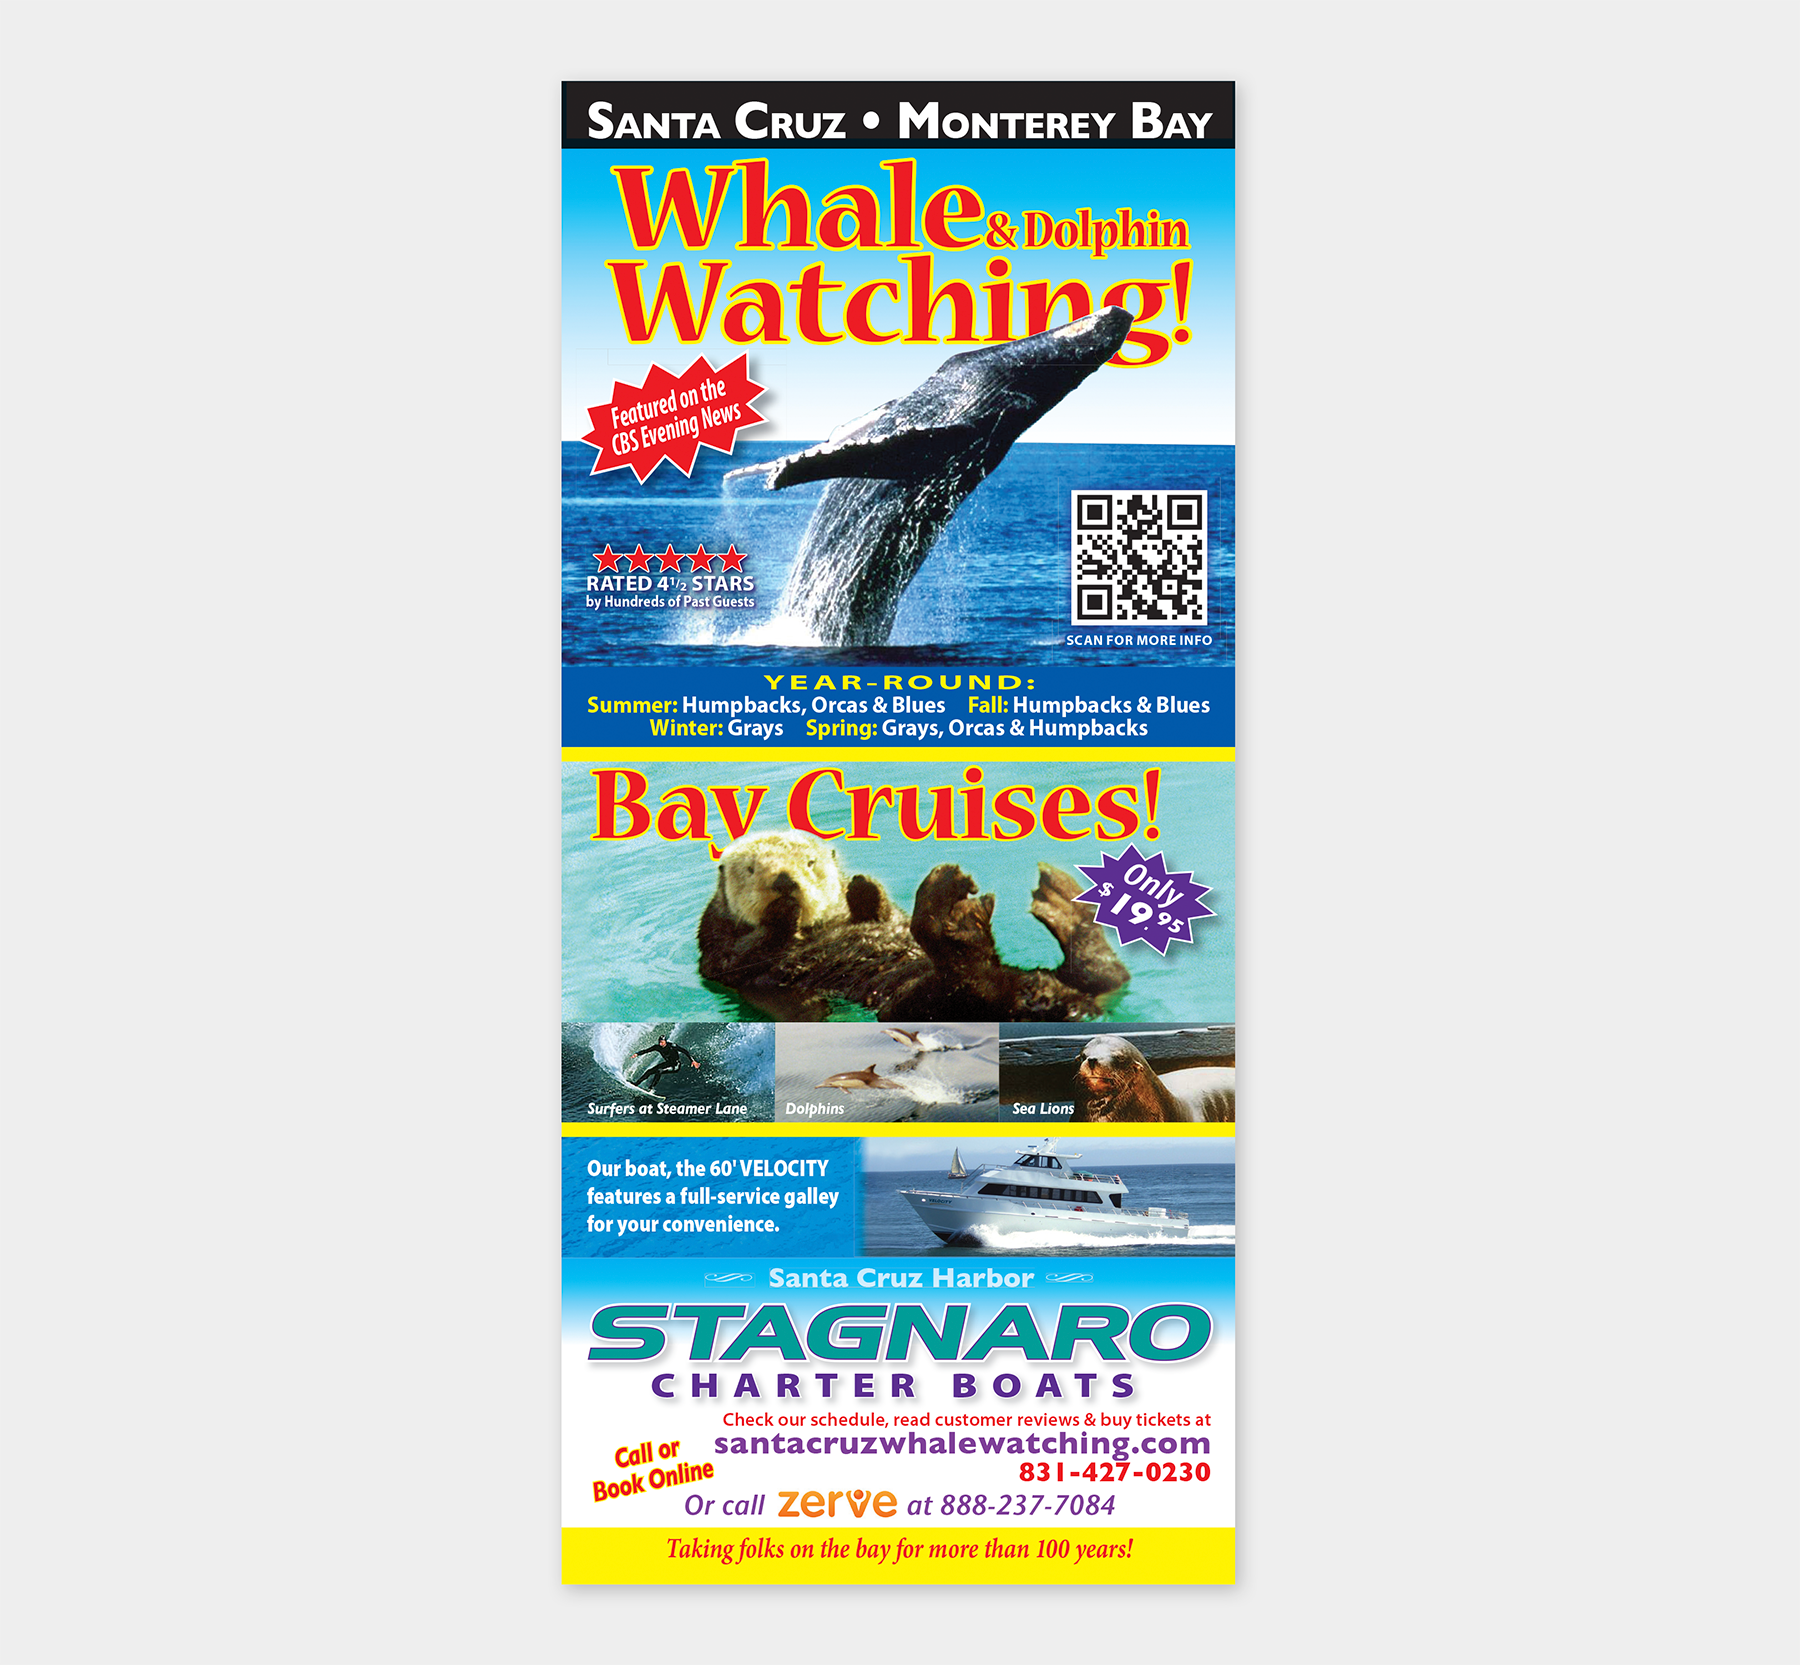 SANTA CRUZ • MONTEREY BAY
Whale & Dolphin
Watching!
Featured on the
CBS Evening News
RATED 4 1/2 STARS
by Hundreds of Past Guests
SCAN FOR MORE INFO
YEAR-ROUND:
Summer: Humpbacks, Orcas & Blues Fall: Humpbacks & Blues
Winter: Grays Spring: Grays, Orcas & Humpbacks
Bay Cruises!
Only
$19.95
Surfers at Steamer Lane
Dolphins
Sea Lions
Our boat, the 60' VELOCITY
features a full-service galley
for your convenience.
VELOCITY
Santa Cruz Harbor
STAGNARO
CHARTER BOATS
Check our schedule, read customer reviews & buy tickets at
santacruzwhalewatching.com
831-427-0230
Call or
Book Online
Or call zerve at 888-237-7084
Taking folks on the bay for more than 100 years!